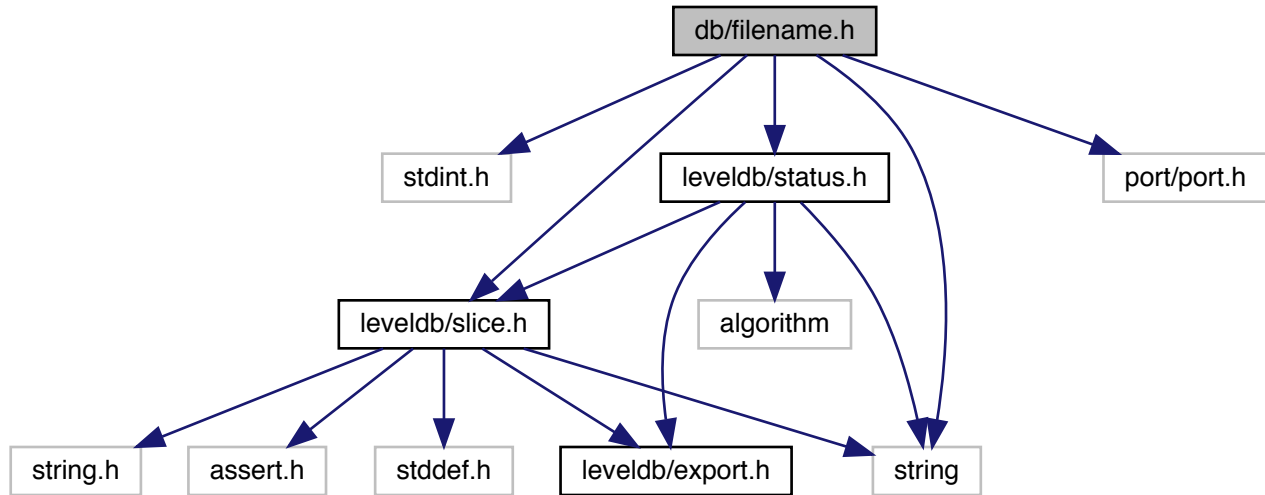 db/filename.h
stdint.h
leveldb/status.h
port/port.h
leveldb/slice.h
algorithm
string.h
assert.h
stddef.h
leveldb/export.h
string